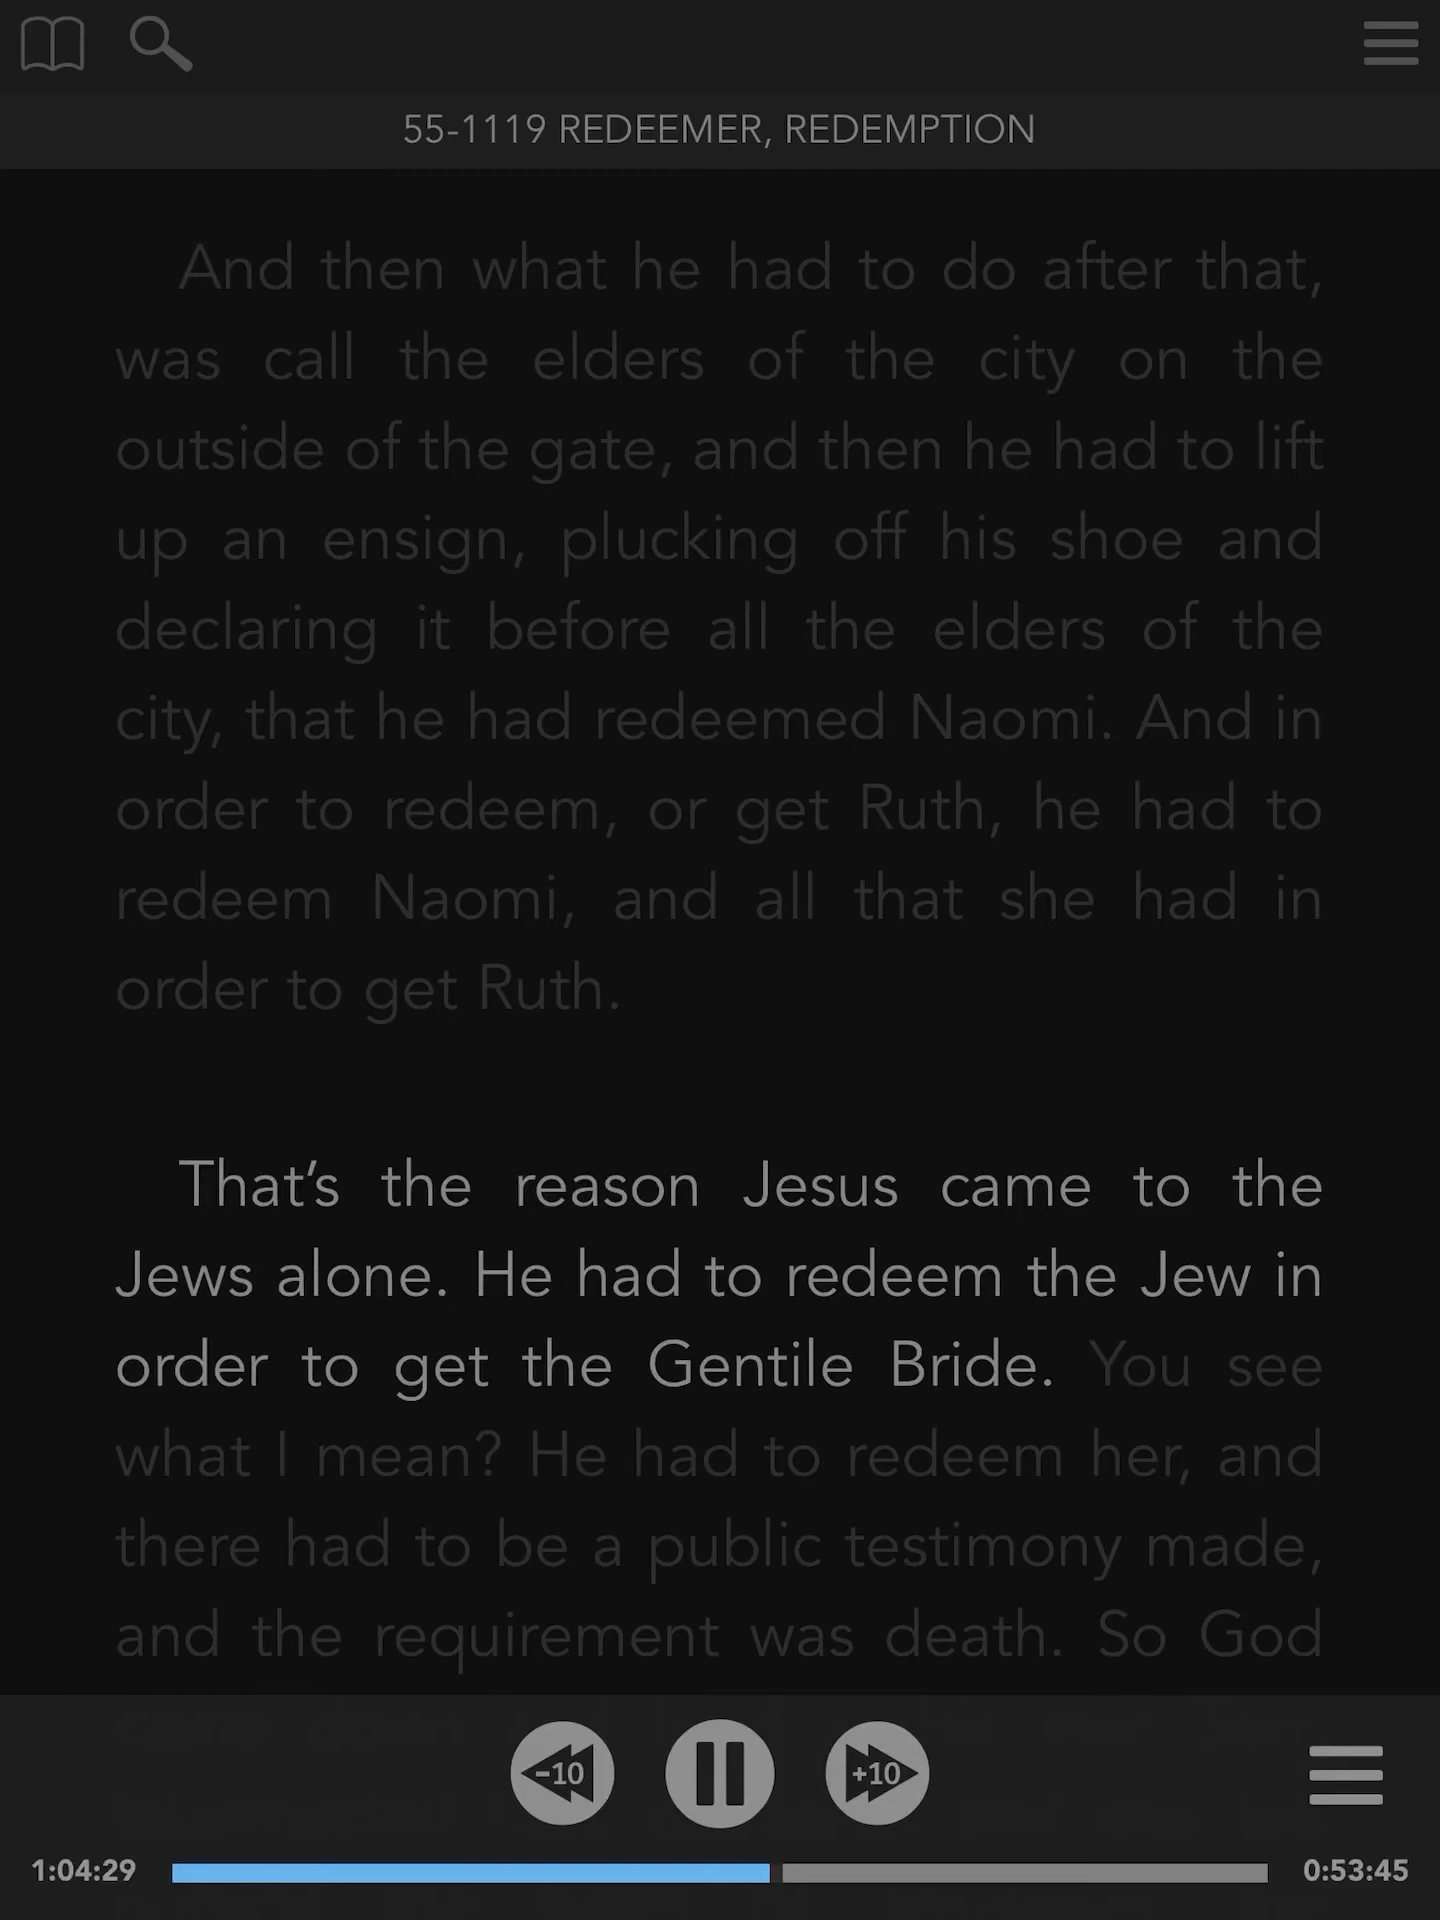 55-1119 REDEEMER, REDEMPTION
And then what he had to do after that,
was call the elders of the city on the
outside of the gate, and then he had to lift
up an ensign, plucking off his shoe and
declaring it before all the elders of the
city, that he had redeemed Naomi. And in
order to redeem, or get Ruth, he had to
redeem Naomi, and all that she had in
order to get Ruth.
That’s the reason Jesus came to the
Jews alone. He had to redeem the Jew in
order to get the Gentile Bride. You see
what I mean? He had to redeem her, and
there had to be a public testimony made,
and the requirement was death. So God
-10 +10
1:04:29 0:53:45